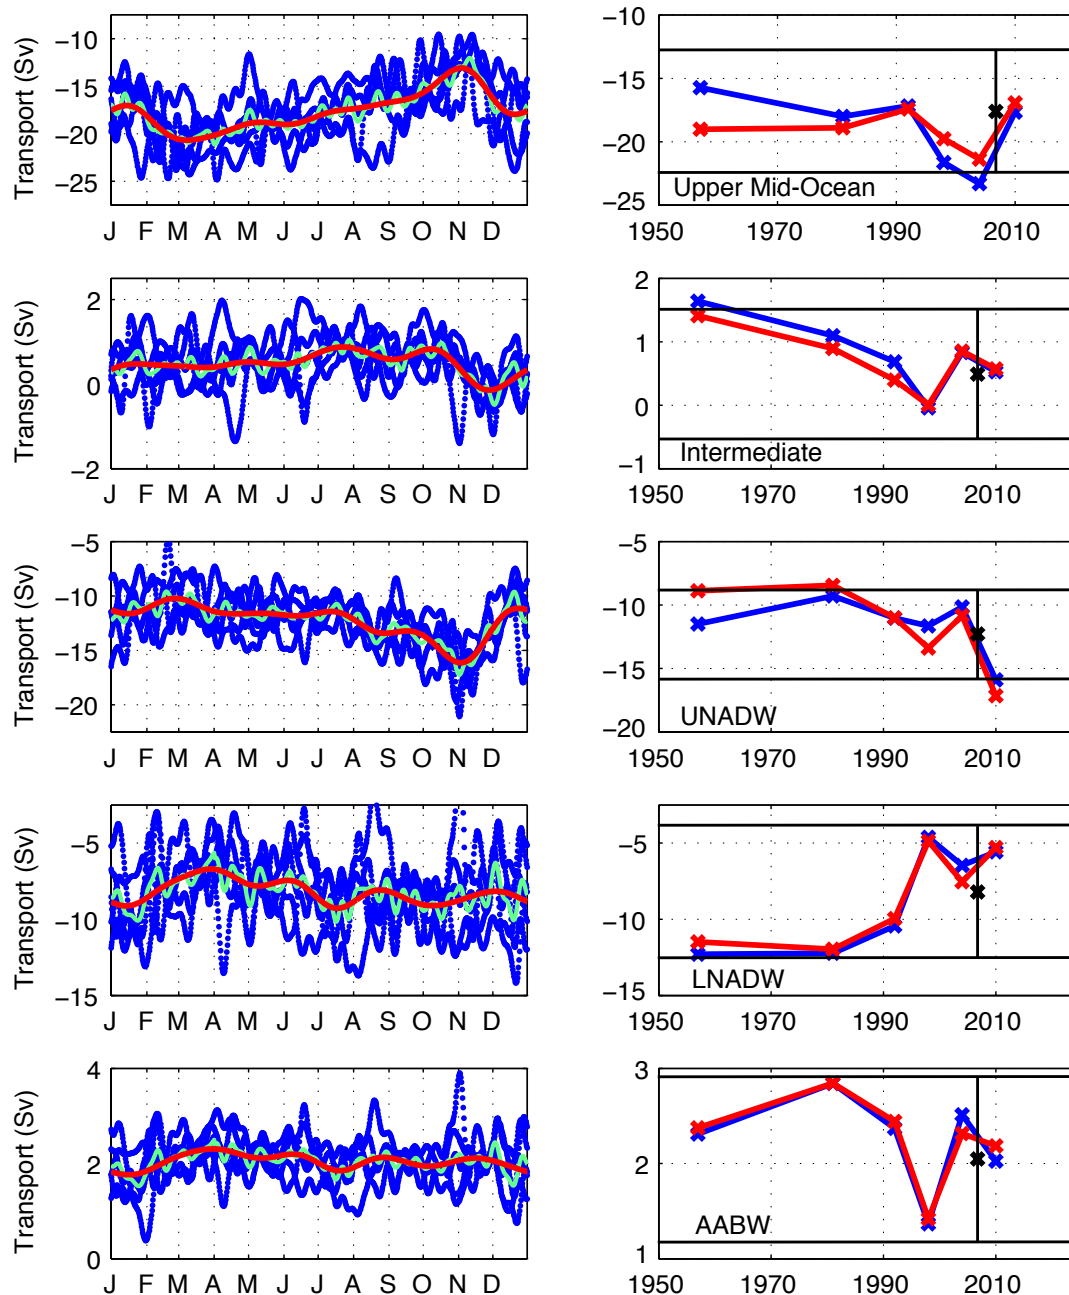 Transport (Sv)
−10
−15
−20
−25
J F M A M J J A S O N D
−10
−15
−20
−25
Upper Mid-Ocean
1950 1970 1990 2010
Transport (Sv)
2
0
−2
J F M A M J J A S O N D
2
1
0
−1
Intermediate
1950 1970 1990 2010
Transport (Sv)
−5
−10
−15
−20
J F M A M J J A S O N D
−5
−10
−15
−20
UNADW
1950 1970 1990 2010
Transport (Sv)
−5
−10
−15
J F M A M J J A S O N D
−5
−10
−15
LNADW
1950 1970 1990 2010
Transport (Sv)
4
2
0
J F M A M J J A S O N D
3
2
1
AABW
1950 1970 1990 2010